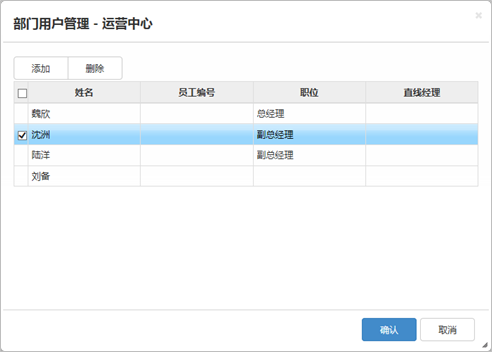 部门用户管理 - 运营中心
×
添加 删除
姓名 员工编号 职位 直线经理
魏欣 总经理
沈洲 副总经理
陆洋 副总经理
刘备
确认 取消